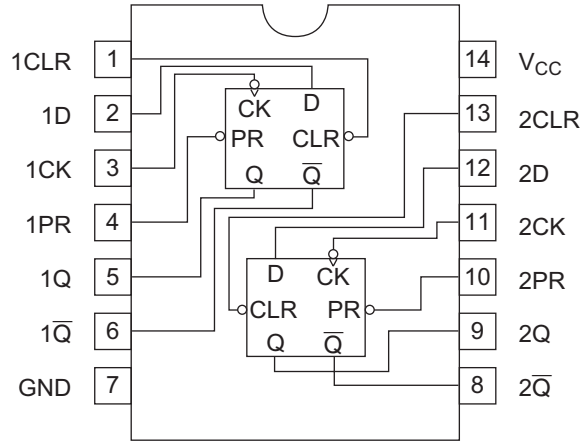 1CLR 1 14 VCC
1D 2 CK D 13 2CLR
PR CLR
1CK 3 12 2D
Q Q̅
1PR 4 11 2CK
1Q 5 D CK 10 2PR
CLR PR
1Q̅ 6 Q Q̅ 9 2Q
GND 7 8 2Q̅